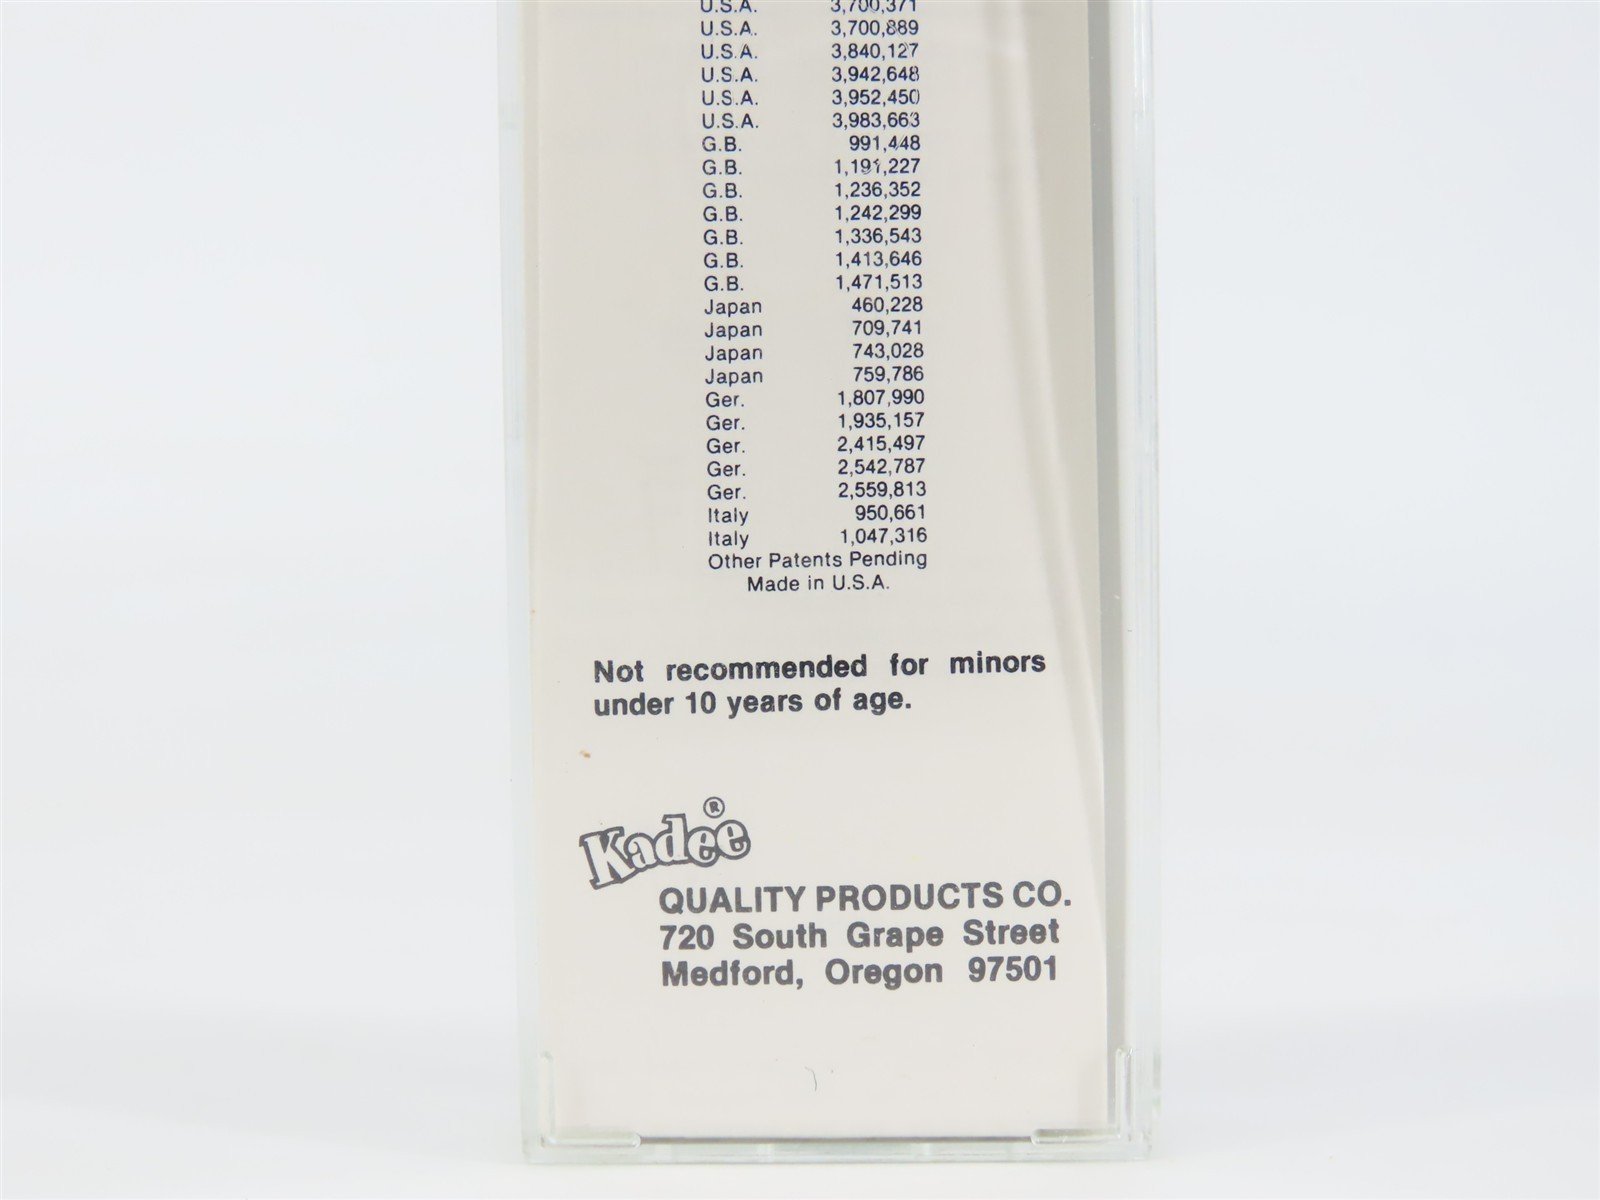 U.S.A. 3,700,371
U.S.A. 3,700,889
U.S.A. 3,840,127
U.S.A. 3,942,648
U.S.A. 3,952,450
U.S.A. 3,983,663
G.B. 991,448
G.B. 1,191,227
G.B. 1,236,352
G.B. 1,242,299
G.B. 1,336,543
G.B. 1,413,646
G.B. 1,471,513
Japan 460,228
Japan 709,741
Japan 743,028
Japan 759,786
Ger. 1,807,990
Ger. 1,935,157
Ger. 2,415,497
Ger. 2,542,787
Ger. 2,559,813
Italy 950,661
Italy 1,047,316
Other Patents Pending
Made in U.S.A.
Not recommended for minors
under 10 years of age.
Kadee®
QUALITY PRODUCTS CO.
720 South Grape Street
Medford, Oregon 97501